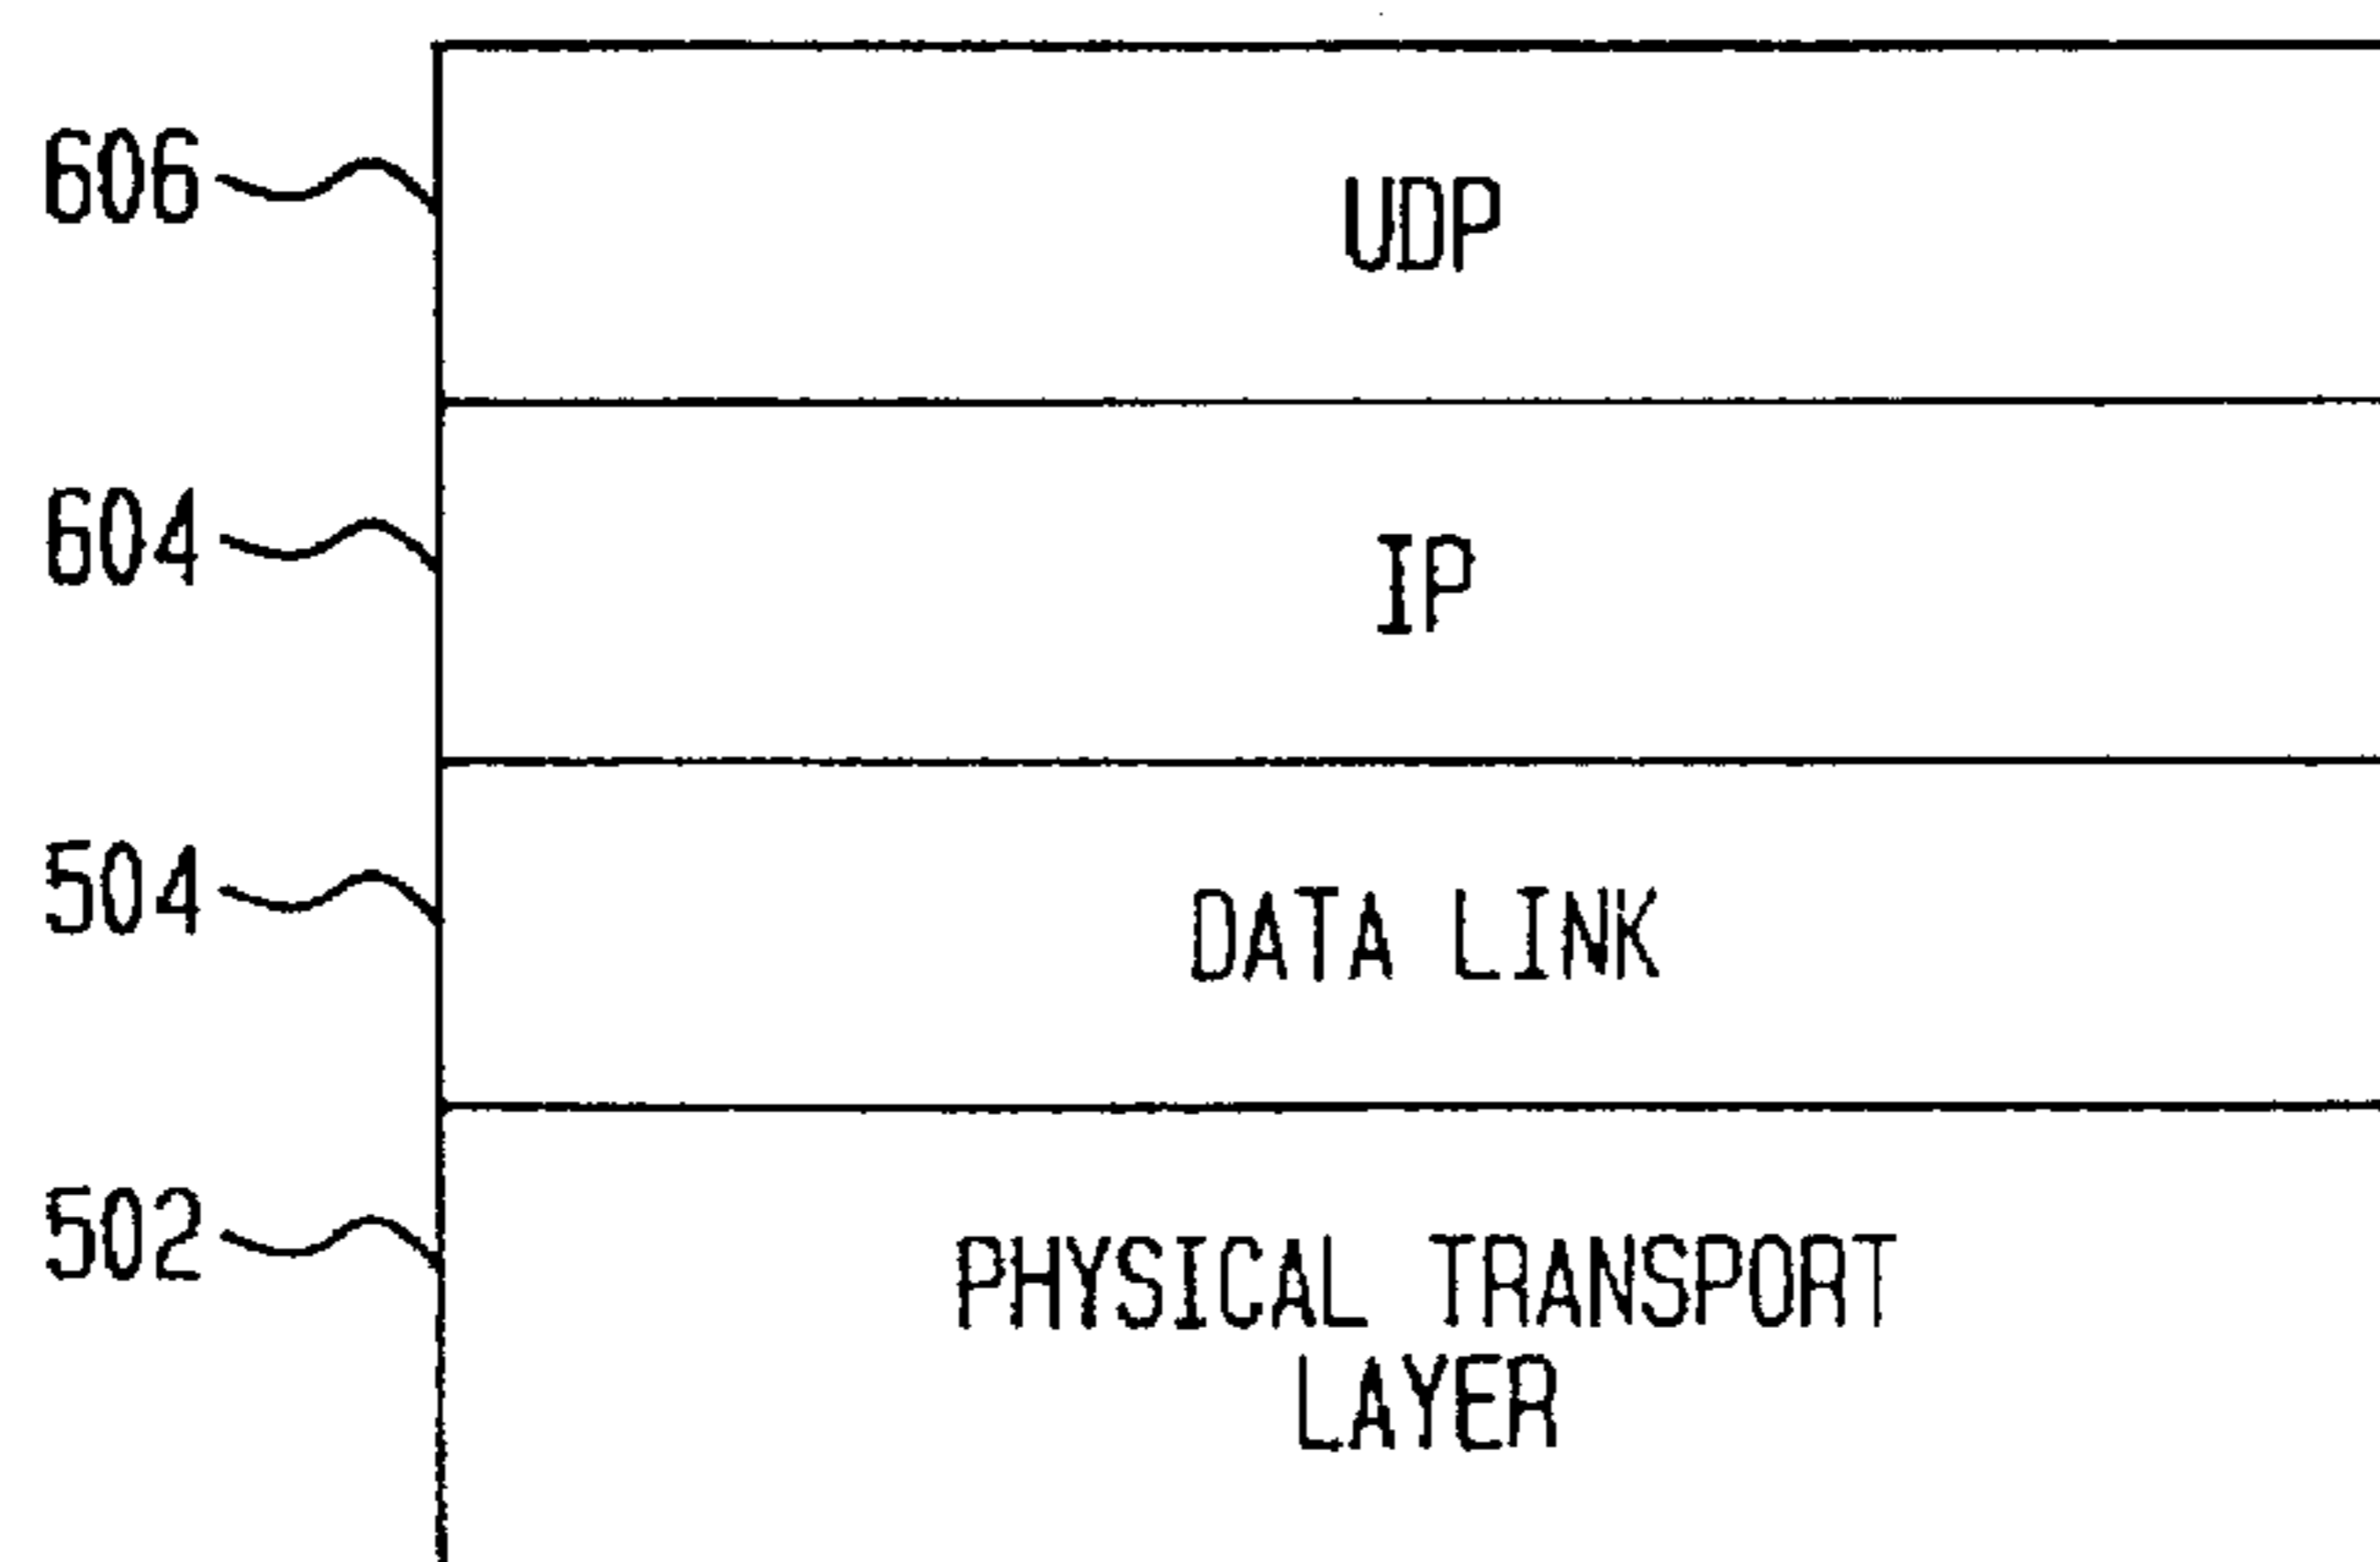 606
UDP
604
IP
504
DATA LINK
502
PHYSICAL TRANSPORT
LAYER